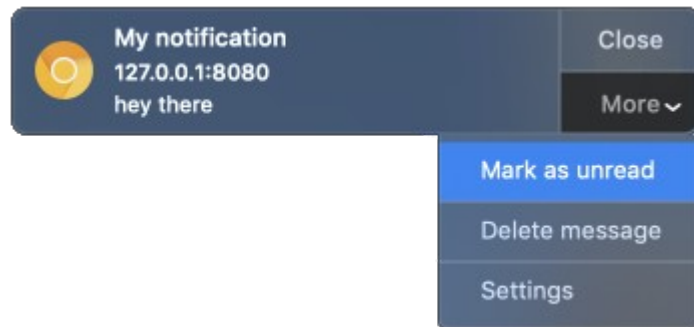 My notification
127.0.0.1:8080
hey there
Close
More
Mark as unread
Delete message
Settings